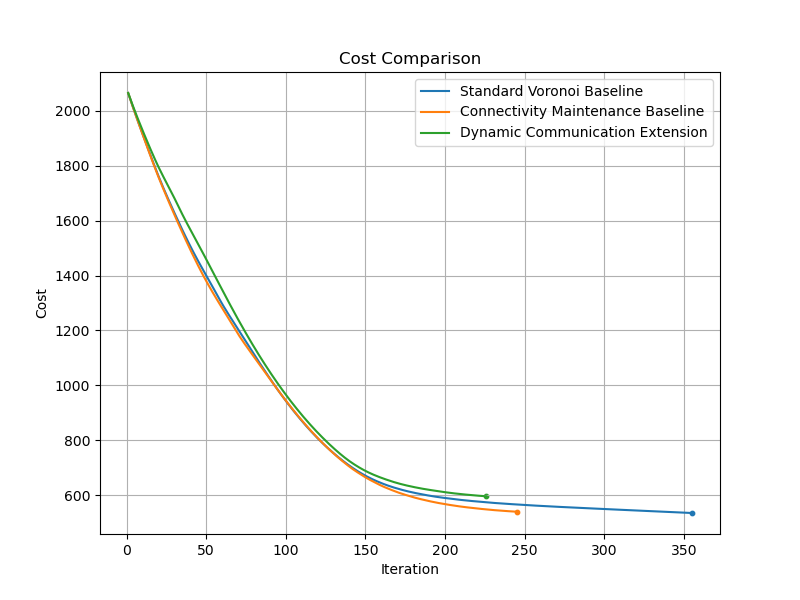 Cost Comparison
Standard Voronoi Baseline
Connectivity Maintenance Baseline
Dynamic Communication Extension
Cost
2000
1800
1600
1400
1200
1000
800
600
0 50 100 150 200 250 300 350
Iteration